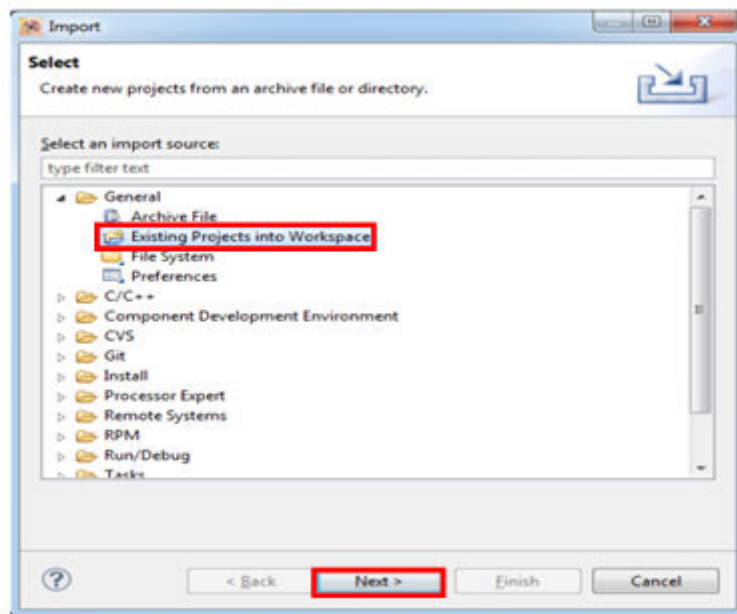 Import
Select
Create new projects from an archive file or directory.
Select an import source:
type filter text
General
Archive File
Existing Projects into Workspace
File System
Preferences
C/C++
Component Development Environment
CVS
Git
Install
Processor Expert
Remote Systems
RPM
Run/Debug
Tasks
?
< Back Next > Finish Cancel